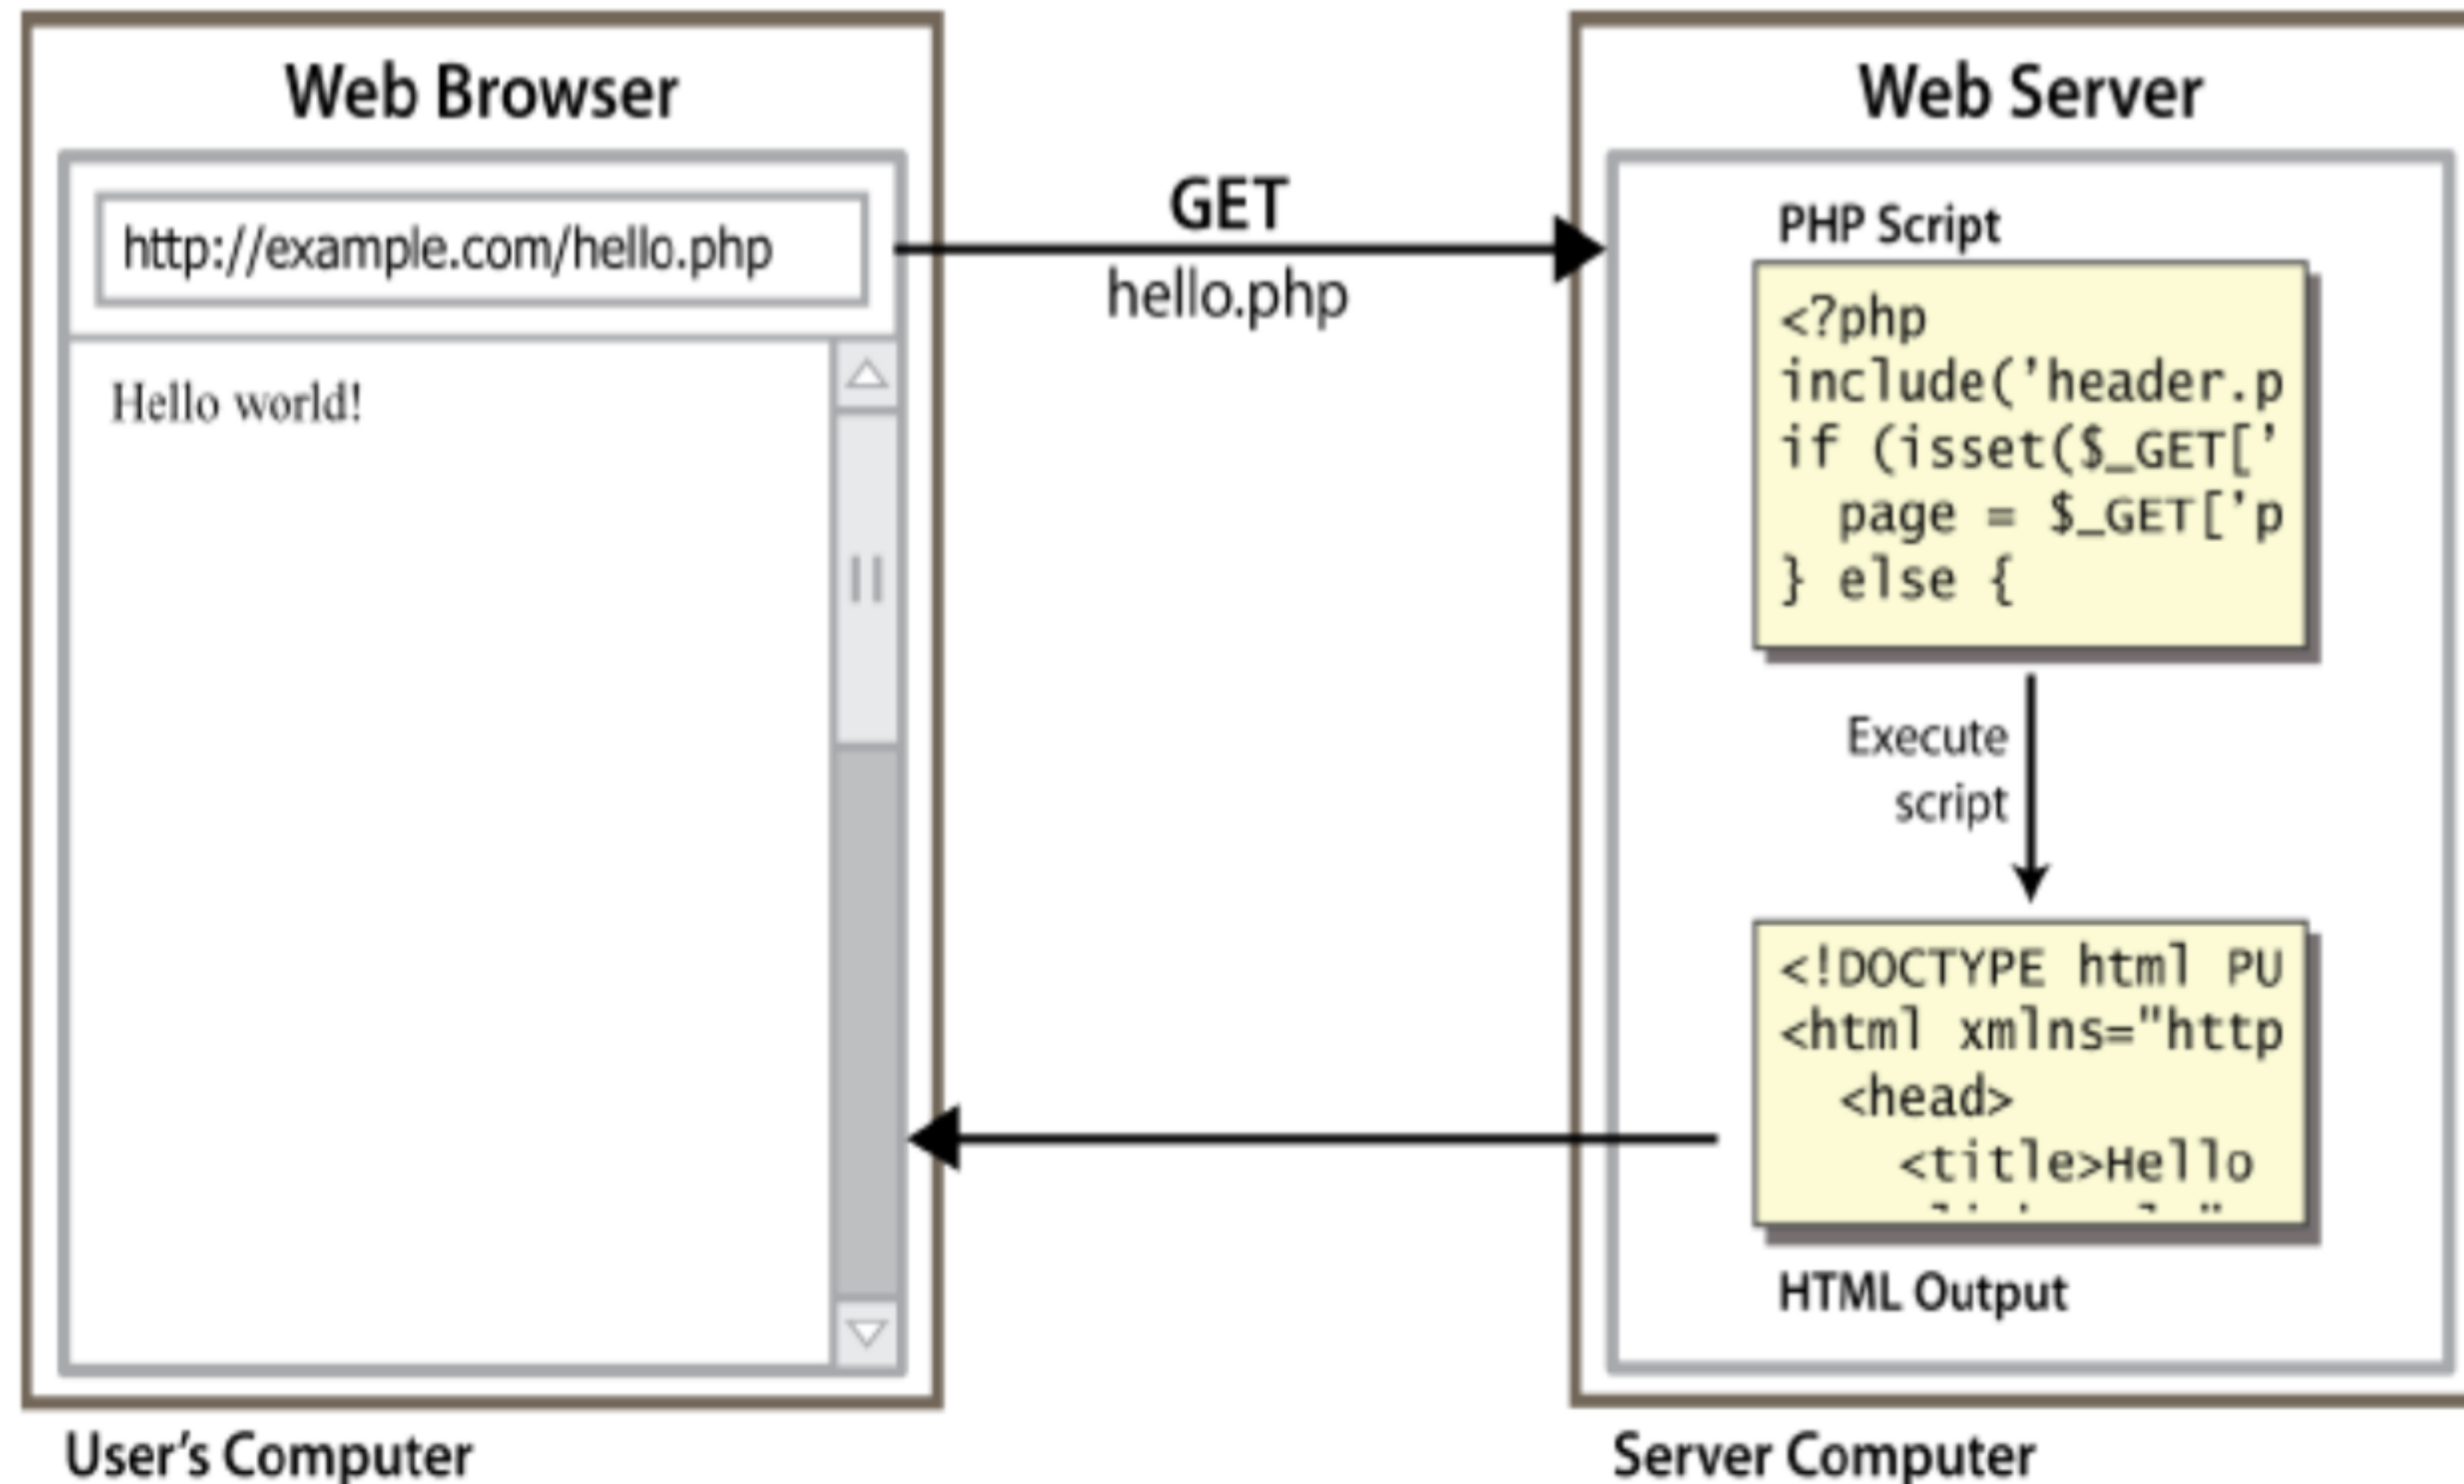 Web Browser
http://example.com/hello.php
Hello world!
User’s Computer
GET
hello.php
Web Server
PHP Script
<?php
include(’header.p
if (isset($_GET[’
  page = $_GET[’p
} else {
Execute
script
<!DOCTYPE html PU
<html xmlns="http
  <head>
    <title>Hello
HTML Output
Server Computer